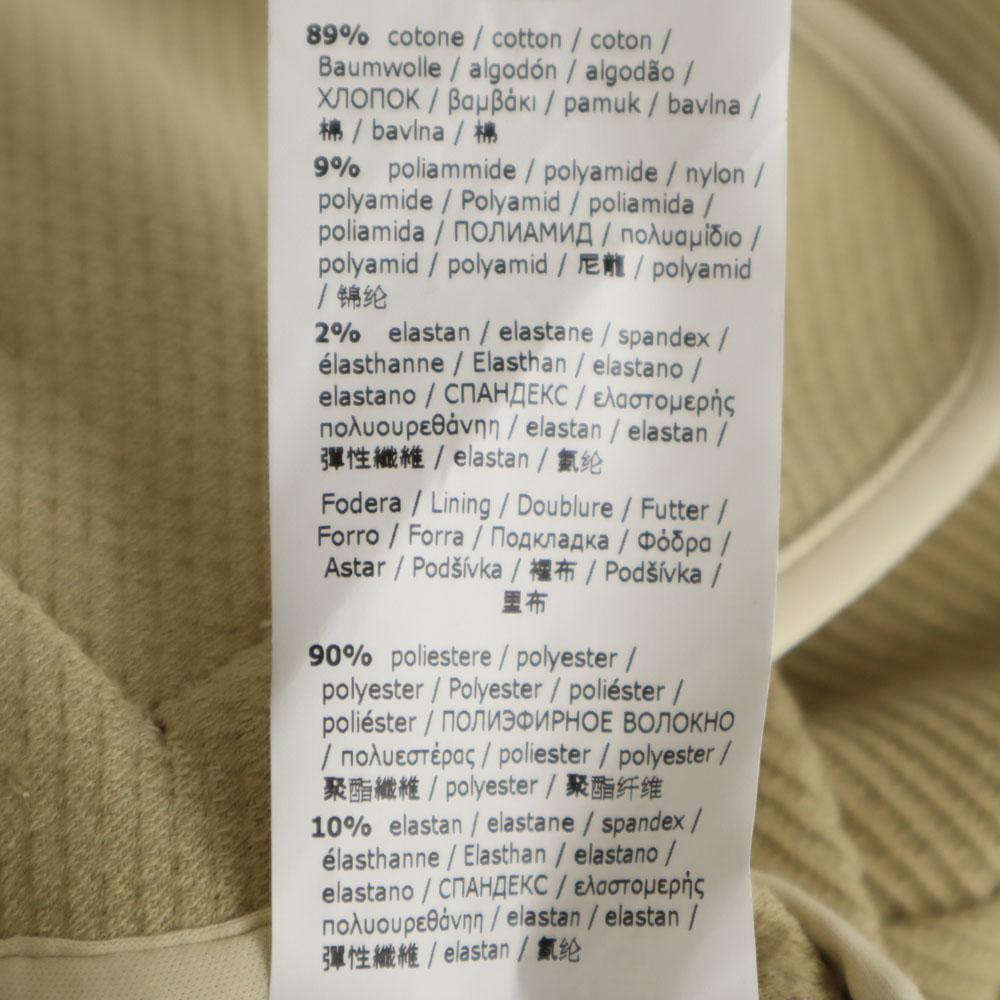 89% cotone / cotton / coton /
Baumwolle / algodón / algodão /
ХЛОПОК / βαμβάκι / pamuk / bavlna /
棉 / bavlna / 棉
9% poliammide / polyamide / nylon /
polyamide / Polyamid / poliamida /
poliamida / ПОЛИАМИД / πολυαμίδιο /
polyamid / polyamid / 尼龍 / polyamid
/ 锦纶
2% elastan / elastane / spandex /
élasthanne / Elasthan / elastano /
elastano / СПАНДЕКС / ελαστομερής
πολυουρεθάνηη / elastan / elastan /
彈性纖維 / elastan / 氨纶
Fodera / Lining / Doublure / Futter /
Forro / Forra / Подкладка / Φόδρα /
Astar / Podšívka / 裡布 / Podšívka /
里布
90% poliestere / polyester /
polyester / Polyester / poliéster /
poliéster / ПОЛИЭФИРНОЕ ВОЛОКНО
/ πολυεστέρας / poliester / polyester /
聚酯纖維 / polyester / 聚酯纤维
10% elastan / elastane / spandex /
élasthanne / Elasthan / elastano /
elastano / СПАНДЕКС / ελαστομερής
πολυουρεθάνηη / elastan / elastan /
彈性纖維 / elastan / 氨纶